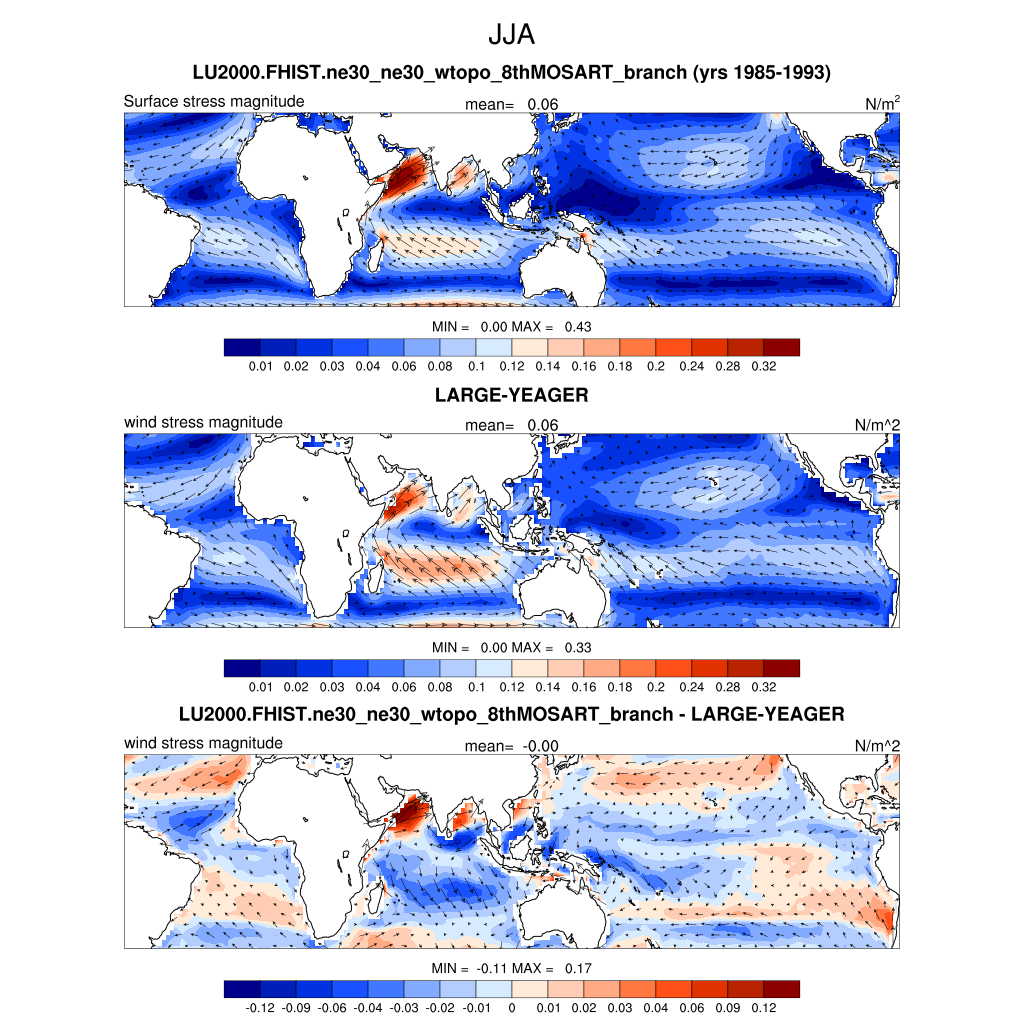 JJA
LU2000.FHIST.ne30_ne30_wtopo_8thMOSART_branch (yrs 1985-1993)
Surface stress magnitude mean= 0.06 N/m2
MIN = 0.00 MAX = 0.43
0.01 0.02 0.03 0.04 0.06 0.08 0.1 0.12 0.14 0.16 0.18 0.2 0.24 0.28 0.32
LARGE-YEAGER
wind stress magnitude mean= 0.06 N/m^2
MIN = 0.00 MAX = 0.33
0.01 0.02 0.03 0.04 0.06 0.08 0.1 0.12 0.14 0.16 0.18 0.2 0.24 0.28 0.32
LU2000.FHIST.ne30_ne30_wtopo_8thMOSART_branch - LARGE-YEAGER
wind stress magnitude mean= -0.00 N/m^2
MIN = -0.11 MAX = 0.17
-0.12 -0.09 -0.06 -0.04 -0.03 -0.02 -0.01 0 0.01 0.02 0.03 0.04 0.06 0.09 0.12